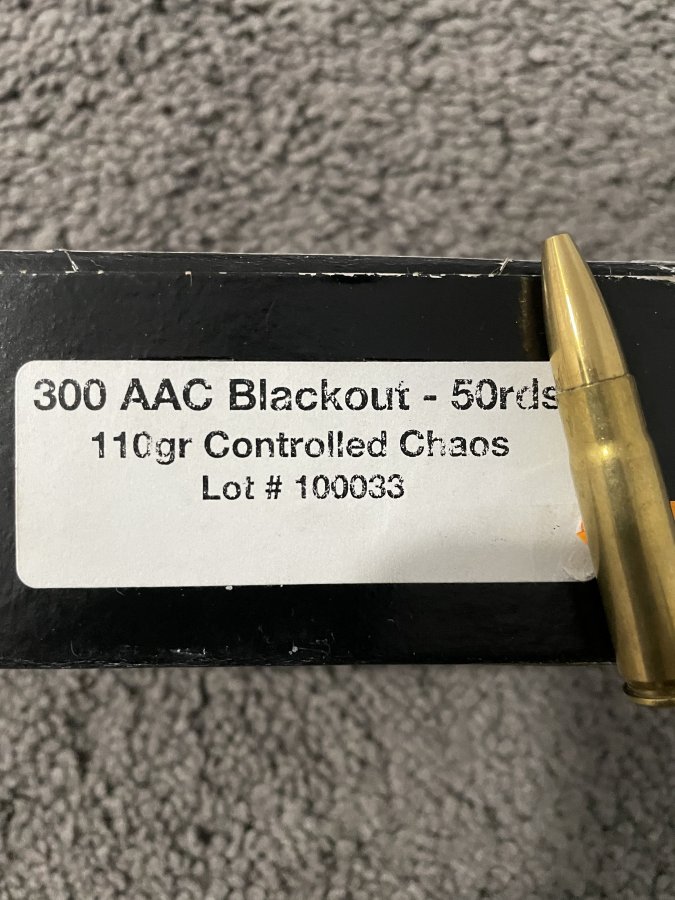 300 AAC Blackout - 50rds
110gr Controlled Chaos
Lot # 100033